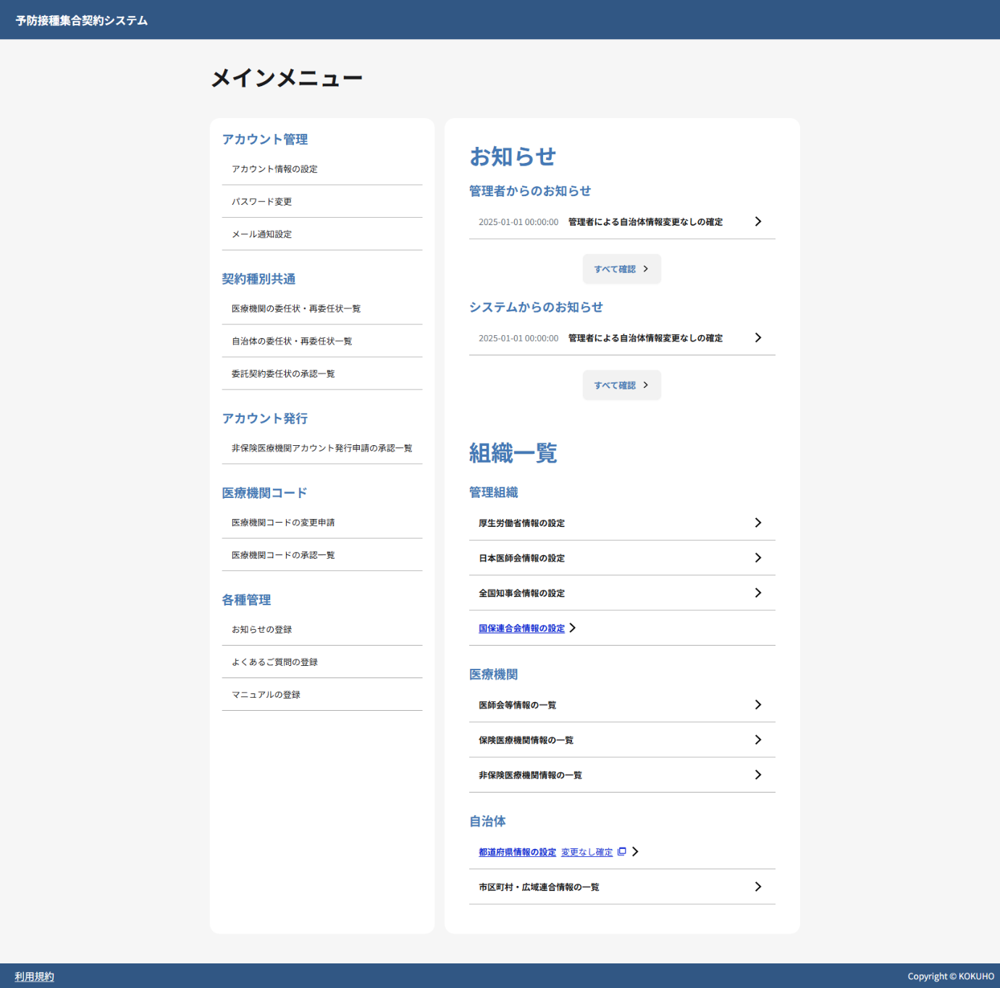 予防接種集合契約システム
メインメニュー
アカウント管理
アカウント情報の設定
パスワード変更
メール通知設定
契約種別共通
医療機関の委任状・再委任状一覧
自治体の委任状・再委任状一覧
委託契約委任状の承認一覧
アカウント発行
非保険医療機関アカウント発行申請の承認一覧
医療機関コード
医療機関コードの変更申請
医療機関コードの承認一覧
各種管理
お知らせの登録
よくあるご質問の登録
マニュアルの登録
お知らせ
管理者からのお知らせ
2025-01-01 00:00:00 管理者による自治体情報変更なしの確定
すべて確認
システムからのお知らせ
2025-01-01 00:00:00 管理者による自治体情報変更なしの確定
すべて確認
組織一覧
管理組織
厚生労働省情報の設定
日本医師会情報の設定
全国知事会情報の設定
国保連合会情報の設定
医療機関
医師会等情報の一覧
保険医療機関情報の一覧
非保険医療機関情報の一覧
自治体
都道府県情報の設定 変更なし確定
市区町村・広域連合情報の一覧
利用規約
Copyright © KOKUHO